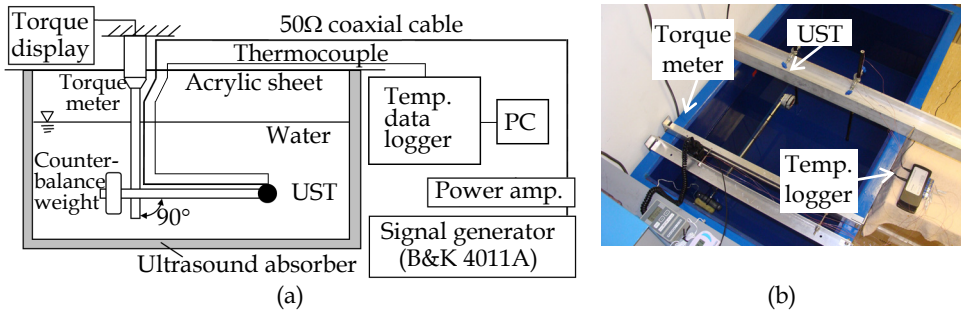 Torque
display
50Ω coaxial cable
Thermocouple
Torque
meter
Acrylic sheet
Water
Temp.
data
logger
PC
Counter-
balance
weight
90°
UST
Power amp.
Signal generator
(B&K 4011A)
Ultrasound absorber
(a)
Torque
meter
UST
Temp.
logger
(b)